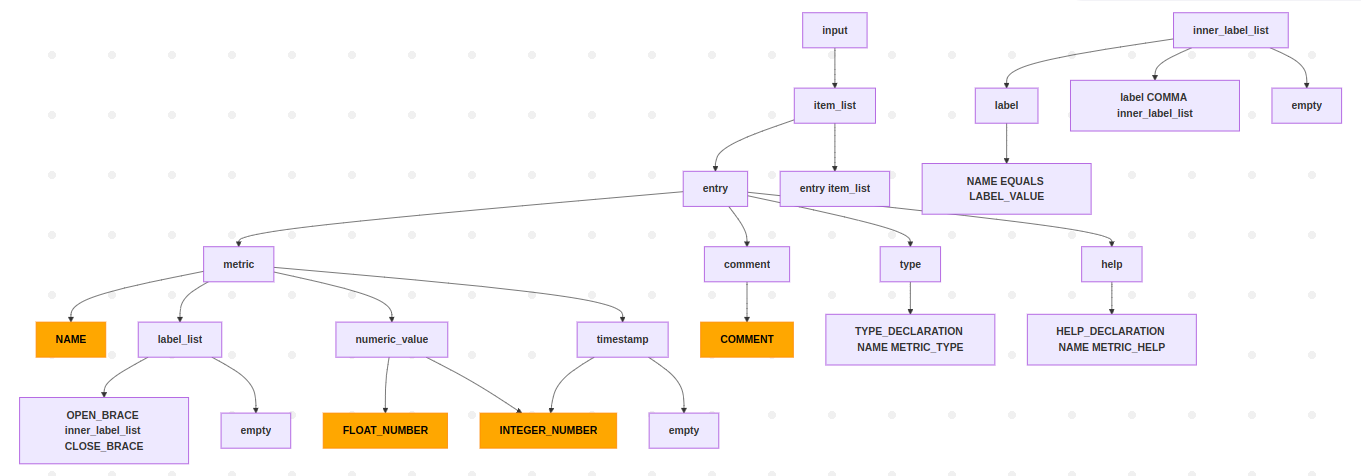 input
inner_label_list
item_list
label
label COMMA
inner_label_list
empty
entry
entry item_list
NAME EQUALS
LABEL_VALUE
metric
comment
type
help
NAME
label_list
numeric_value
timestamp
COMMENT
TYPE_DECLARATION
NAME METRIC_TYPE
HELP_DECLARATION
NAME METRIC_HELP
OPEN_BRACE
inner_label_list
CLOSE_BRACE
empty
FLOAT_NUMBER
INTEGER_NUMBER
empty